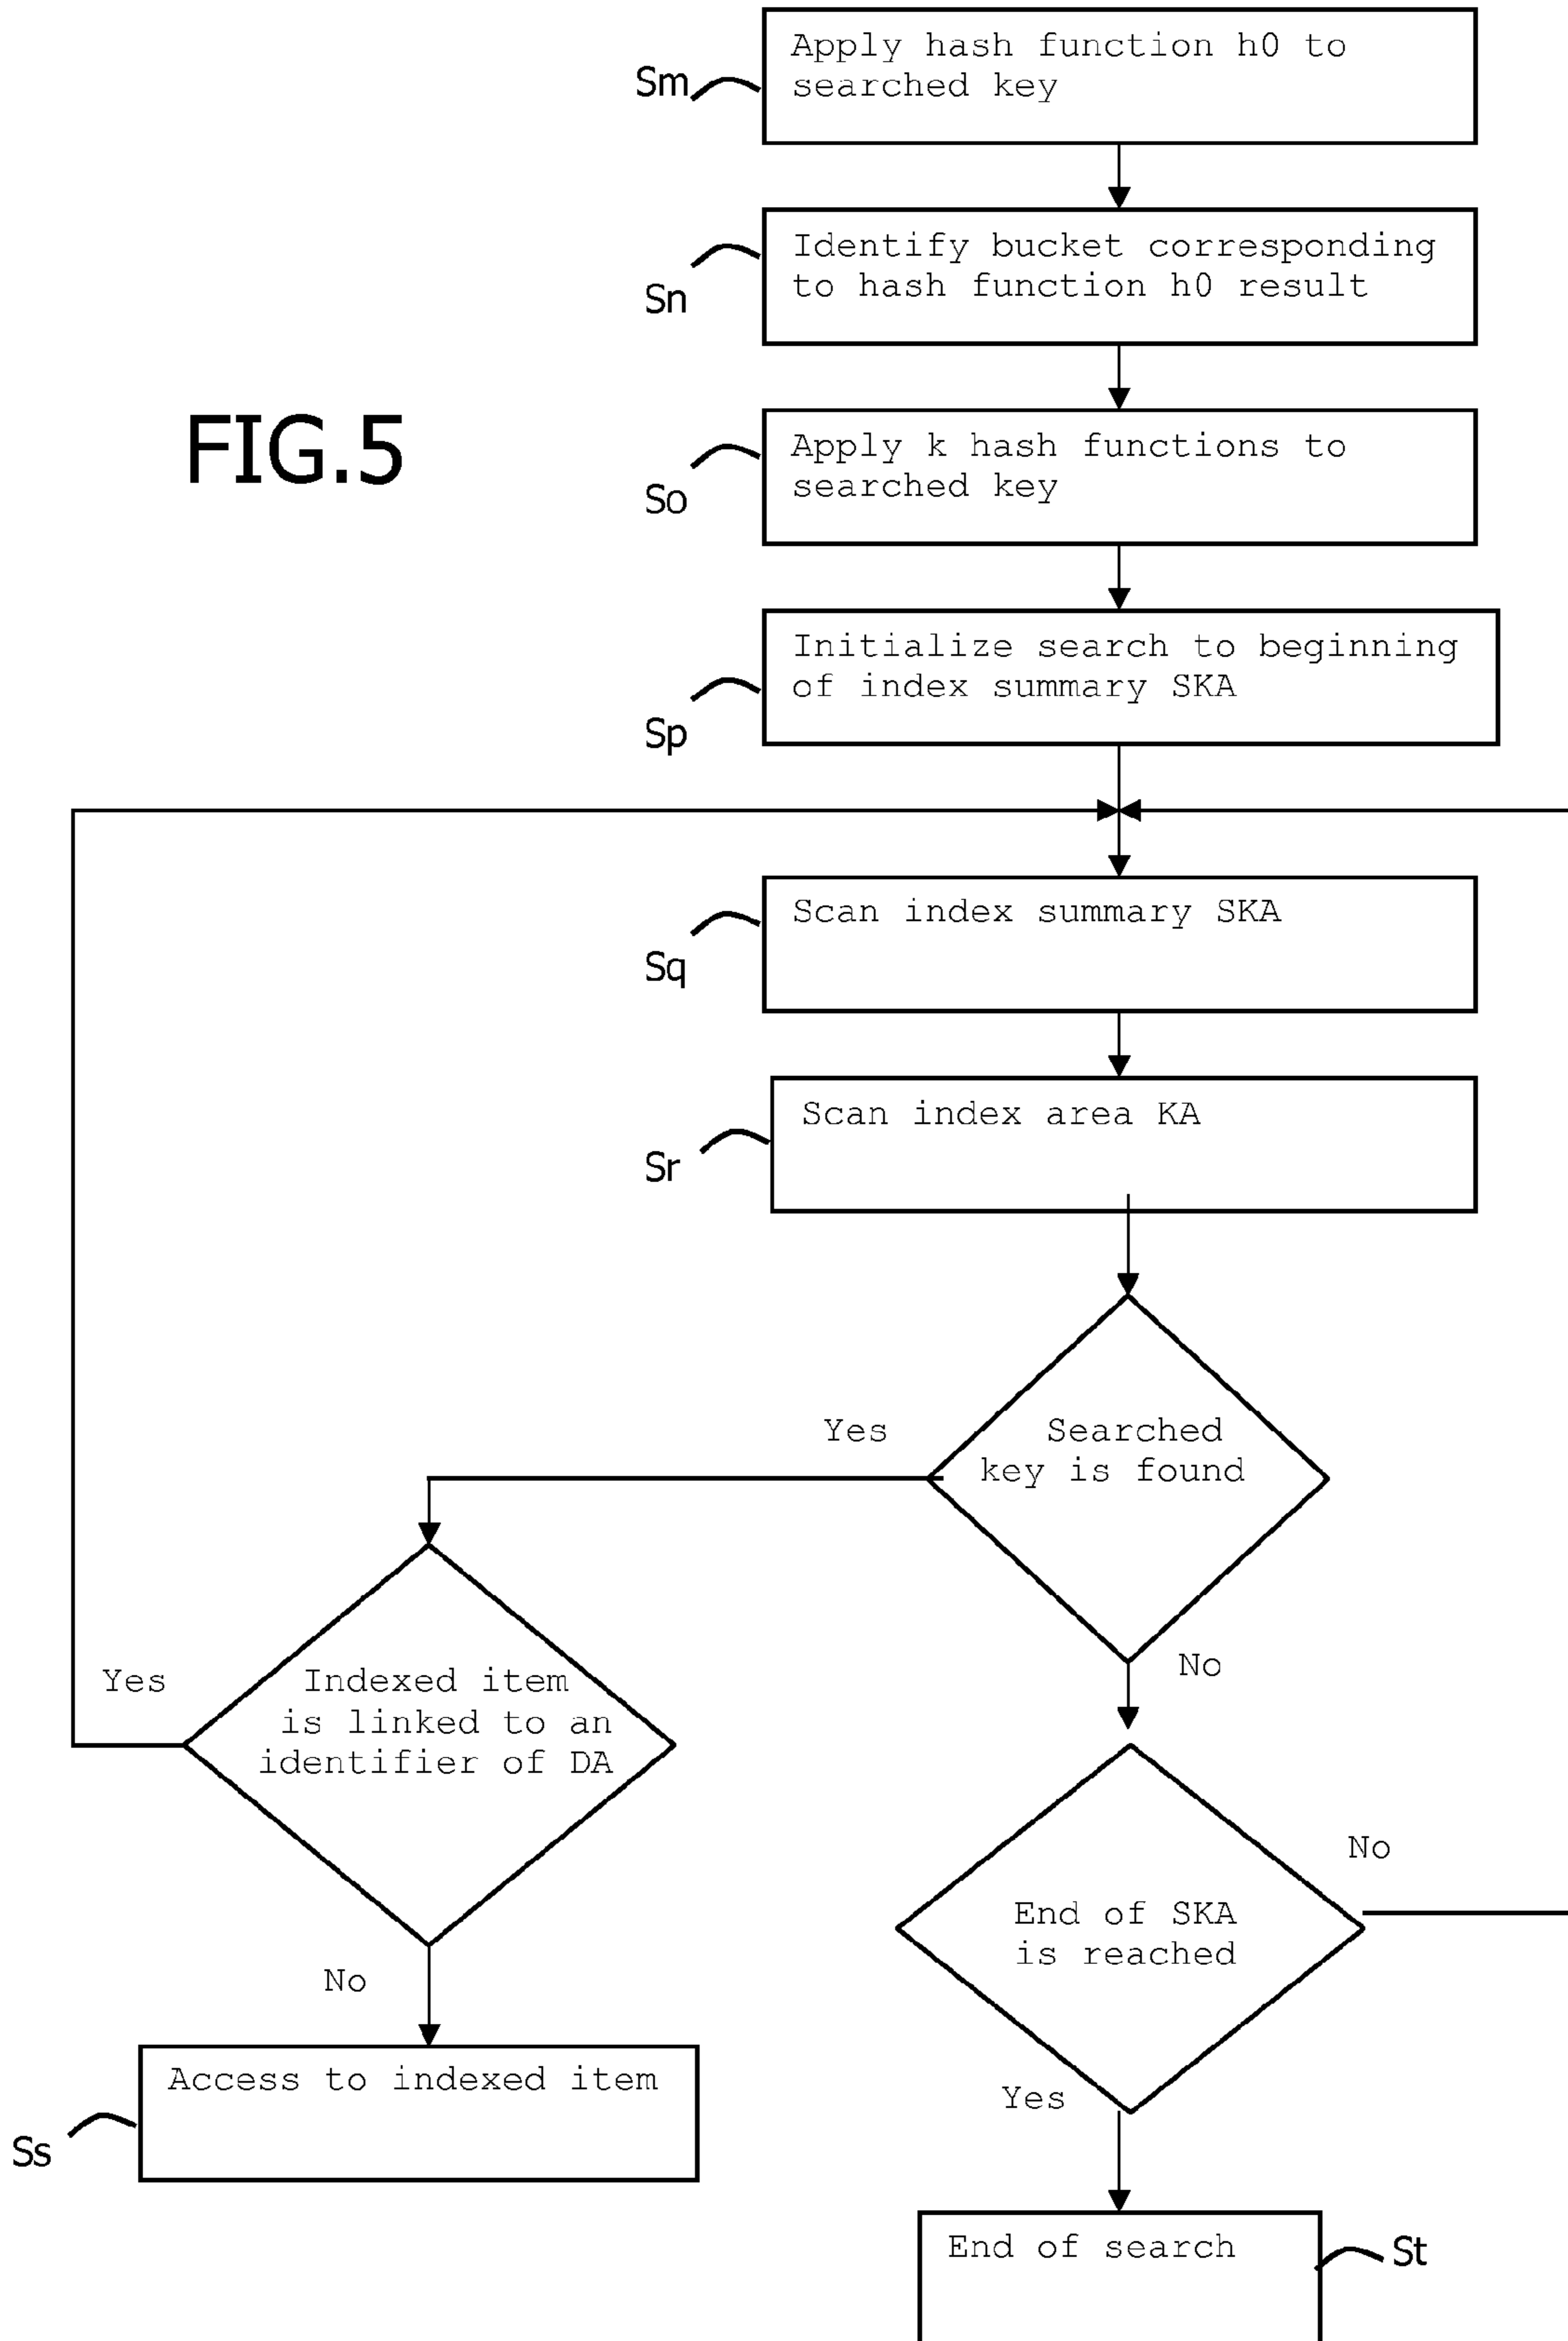 Apply hash function h0 to
searched key
Sm
Identify bucket corresponding
to hash function h0 result
Sn
FIG.5
Apply k hash functions to
searched key
So
Initialize search to beginning
of index summary SKA
Sp
Scan index summary SKA
Sq
Scan index area KA
Sr
Yes
Searched
key is found
No
Yes
Indexed item
is linked to an
identifier of DA
No
End of SKA
is reached
No
Yes
Access to indexed item
Ss
End of search
St